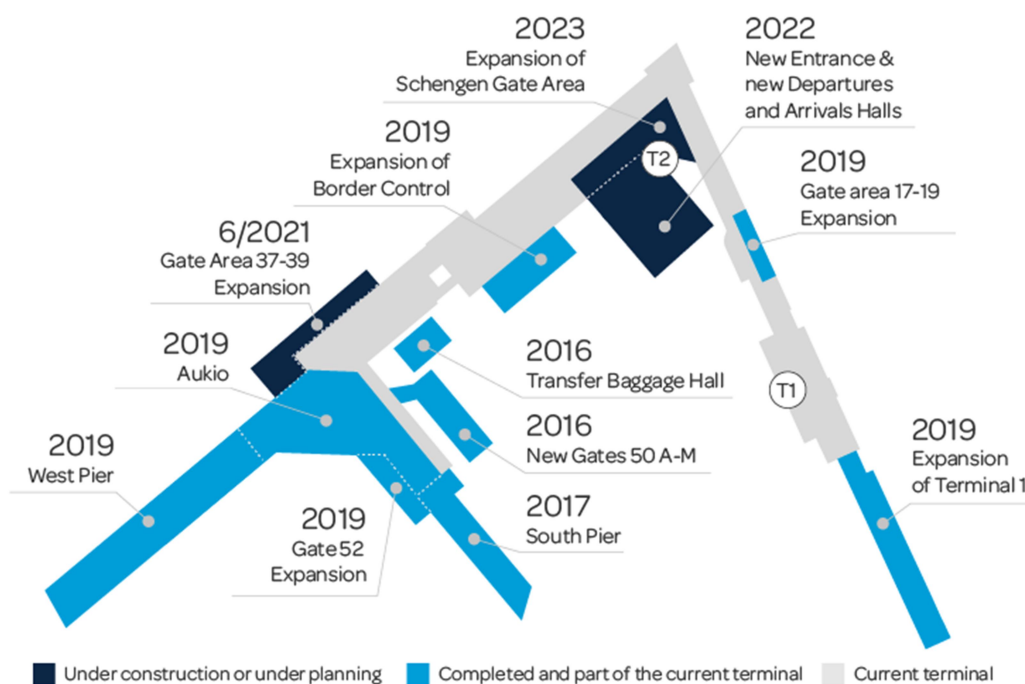 2023
Expansion of
Schengen Gate Area
2022
New Entrance &
new Departures
and Arrivals Halls
2019
Expansion of
Border Control
T2
2019
Gate area 17-19
Expansion
6/2021
Gate Area 37-39
Expansion
2019
Aukio
2016
Transfer Baggage Hall
T1
2016
New Gates 50 A-M
2019
West Pier
2019
Expansion
of Terminal 1
2019
Gate 52
Expansion
2017
South Pier
Under construction or under planning
Completed and part of the current terminal
Current terminal